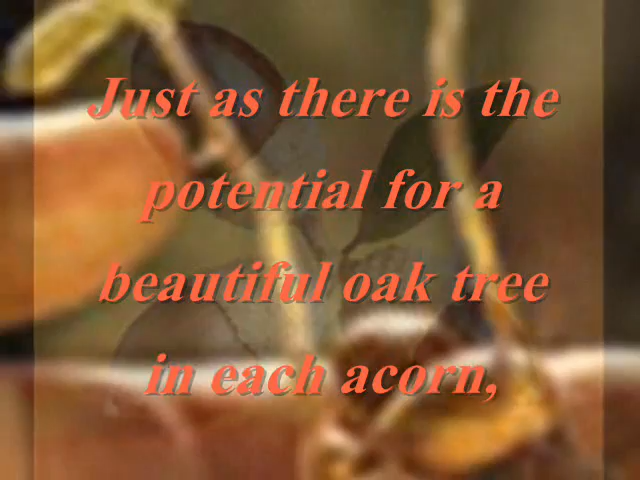 Just as there is the
potential for a
beautiful oak tree
in each acorn,